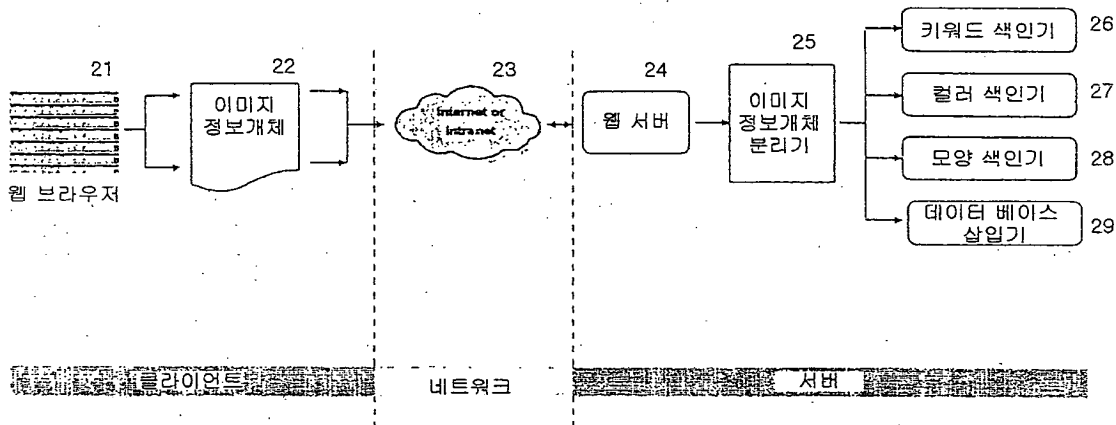 21
22
23
24
25
26
27
28
29
웹 브라우저
이미지
정보개체
Internet or
Intranet
웹 서버
이미지
정보개체
분리기
키워드 색인기
컬러 색인기
모양 색인기
데이터 베이스
삽입기
클라이언트
네트워크
서버